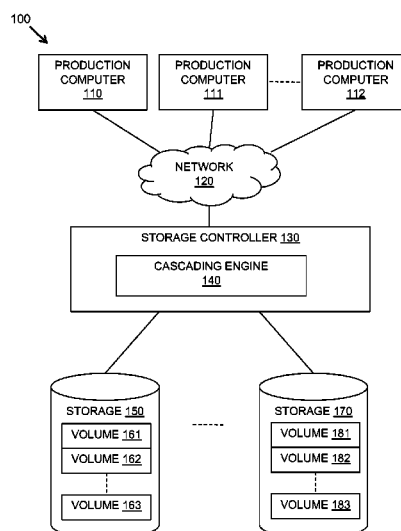 100
PRODUCTION COMPUTER 110
PRODUCTION COMPUTER 111
PRODUCTION COMPUTER 112
NETWORK 120
STORAGE CONTROLLER 130
CASCADING ENGINE 140
STORAGE 150
VOLUME 161
VOLUME 162
VOLUME 163
STORAGE 170
VOLUME 181
VOLUME 182
VOLUME 183